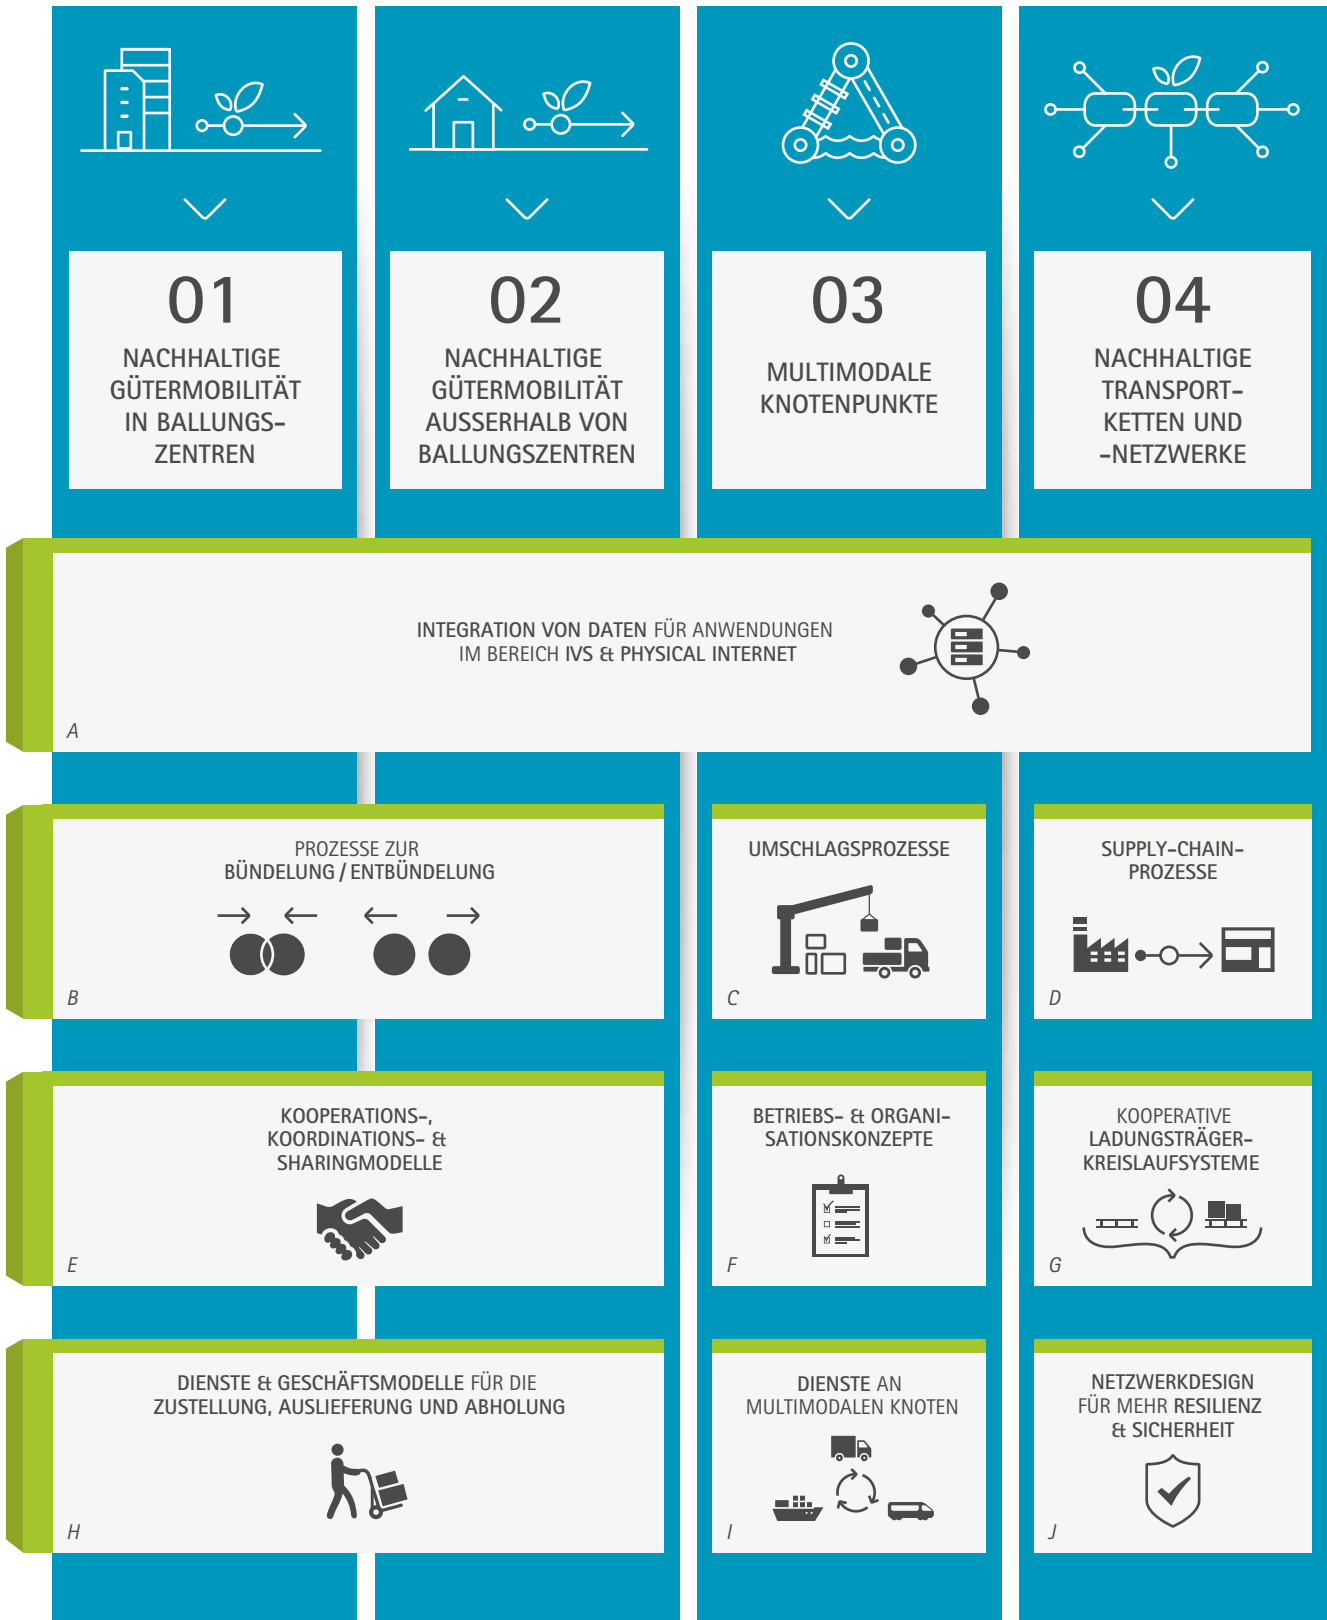 01
NACHHALTIGE
GÜTERMOBILITÄT
IN BALLUNGS-
ZENTREN
02
NACHHALTIGE
GÜTERMOBILITÄT
AUSSERHALB VON
BALLUNGSZENTREN
03
MULTIMODALE
KNOTENPUNKTE
04
NACHHALTIGE
TRANSPORT-
KETTEN UND
-NETZWERKE
INTEGRATION VON DATEN FÜR ANWENDUNGEN
IM BEREICH IVS & PHYSICAL INTERNET
A
PROZESSE ZUR
BÜNDELUNG / ENTBÜNDELUNG
B
UMSCHLAGSPROZESSE
C
SUPPLY-CHAIN-
PROZESSE
D
KOOPERATIONS-,
KOORDINATIONS- &
SHARINGMODELLE
E
BETRIEBS- & ORGANI-
SATIONSKONZEPTE
F
KOOPERATIVE
LADUNGSTRÄGER-
KREISLAUFSYSTEME
G
DIENSTE & GESCHÄFTSMODELLE FÜR DIE
ZUSTELLUNG, AUSLIEFERUNG UND ABHOLUNG
H
DIENSTE AN
MULTIMODALEN KNOTEN
I
NETZWERKDESIGN
FÜR MEHR RESILIENZ
& SICHERHEIT
J